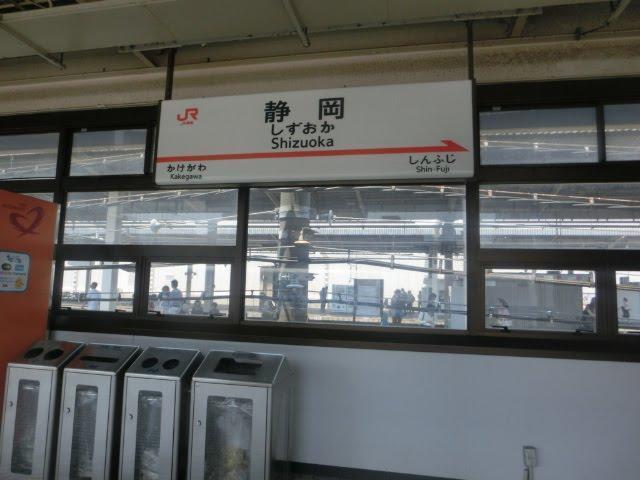 JR
静岡
しずおか
Shizuoka
かけがわ
Kakegawa
しんふじ
Shin-Fuji